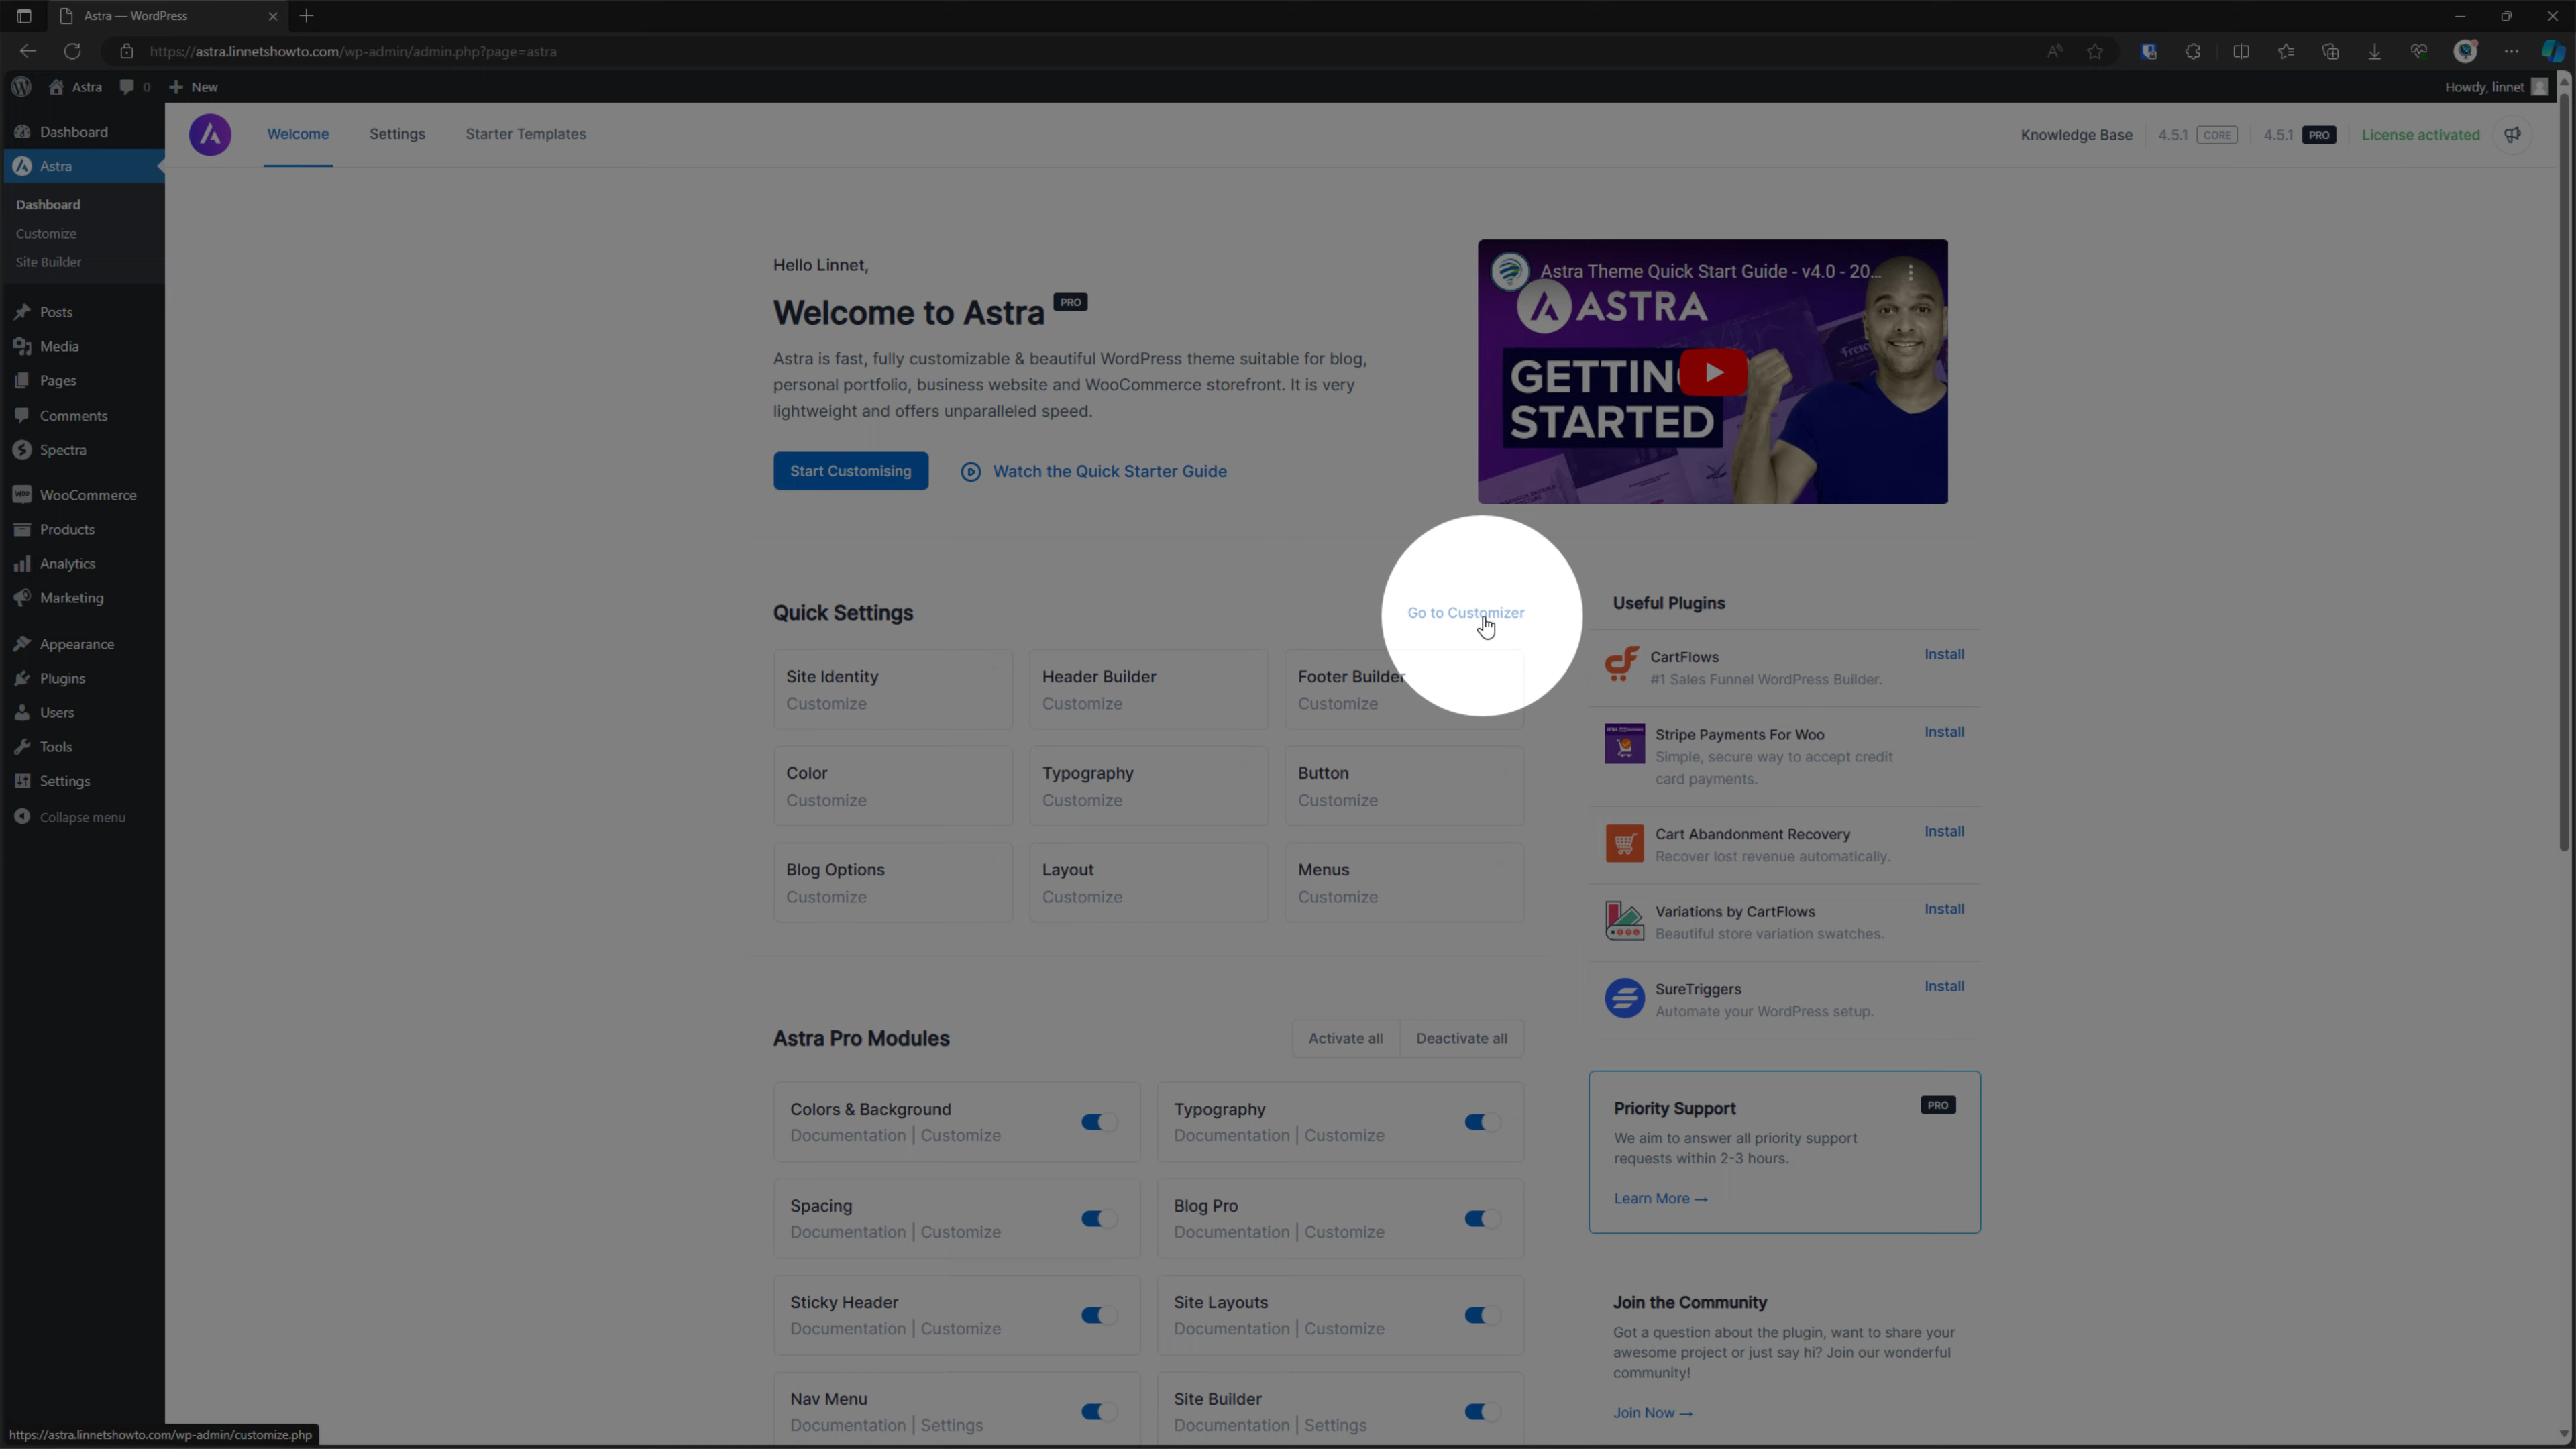 Astra — WordPress
https://astra.linnetshowto.com/wp-admin/admin.php?page=astra
Astra
0
New
Howdy, linnet
Dashboard
Astra
Dashboard
Customize
Site Builder
Posts
Media
Pages
Comments
Spectra
WooCommerce
Products
Analytics
Marketing
Appearance
Plugins
Users
Tools
Settings
Collapse menu
Welcome
Settings
Starter Templates
Knowledge Base
4.5.1 CORE
4.5.1 PRO
License activated
Hello Linnet,
Welcome to Astra PRO
Astra is fast, fully customizable & beautiful WordPress theme suitable for blog,
personal portfolio, business website and WooCommerce storefront. It is very
lightweight and offers unparalleled speed.
Start Customising
Watch the Quick Starter Guide
Astra Theme Quick Start Guide - v4.0 - 20...
ASTRA
GETTIN
STARTED
Quick Settings
Go to Customizer
Site Identity
Customize
Header Builder
Customize
Footer Builder
Customize
Color
Customize
Typography
Customize
Button
Customize
Blog Options
Customize
Layout
Customize
Menus
Customize
Useful Plugins
CartFlows
#1 Sales Funnel WordPress Builder.
Install
Stripe Payments For Woo
Simple, secure way to accept credit
card payments.
Install
Cart Abandonment Recovery
Recover lost revenue automatically.
Install
Variations by CartFlows
Beautiful store variation swatches.
Install
SureTriggers
Automate your WordPress setup.
Install
Astra Pro Modules
Activate all
Deactivate all
Colors & Background
Documentation | Customize
Typography
Documentation | Customize
Spacing
Documentation | Customize
Blog Pro
Documentation | Customize
Sticky Header
Documentation | Customize
Site Layouts
Documentation | Customize
Nav Menu
Documentation | Settings
Site Builder
Documentation | Settings
Priority Support
PRO
We aim to answer all priority support
requests within 2-3 hours.
Learn More →
Join the Community
Got a question about the plugin, want to share your
awesome project or just say hi? Join our wonderful
community!
Join Now →
https://astra.linnetshowto.com/wp-admin/customize.php